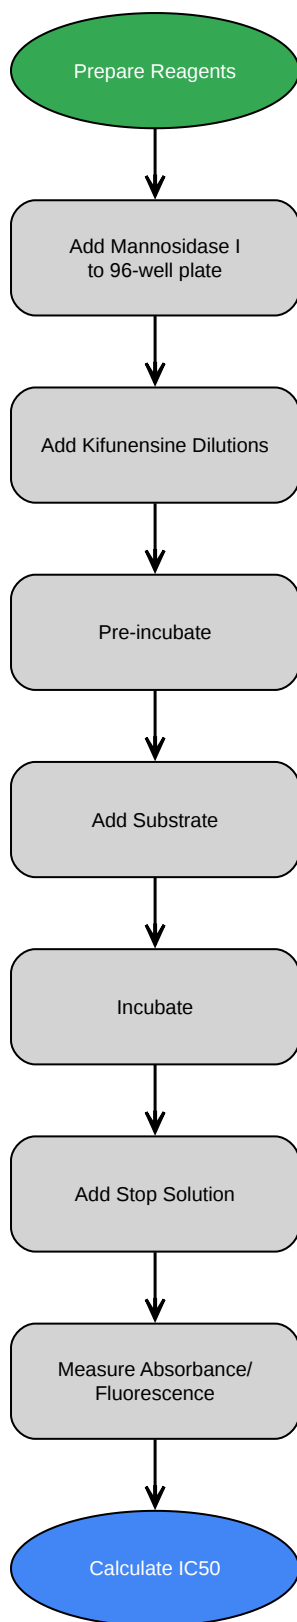 Prepare Reagents
Add Mannosidase I
to 96-well plate
Add Kifunensine Dilutions
Pre-incubate
Add Substrate
Incubate
Add Stop Solution
Measure Absorbance/
Fluorescence
Calculate IC50